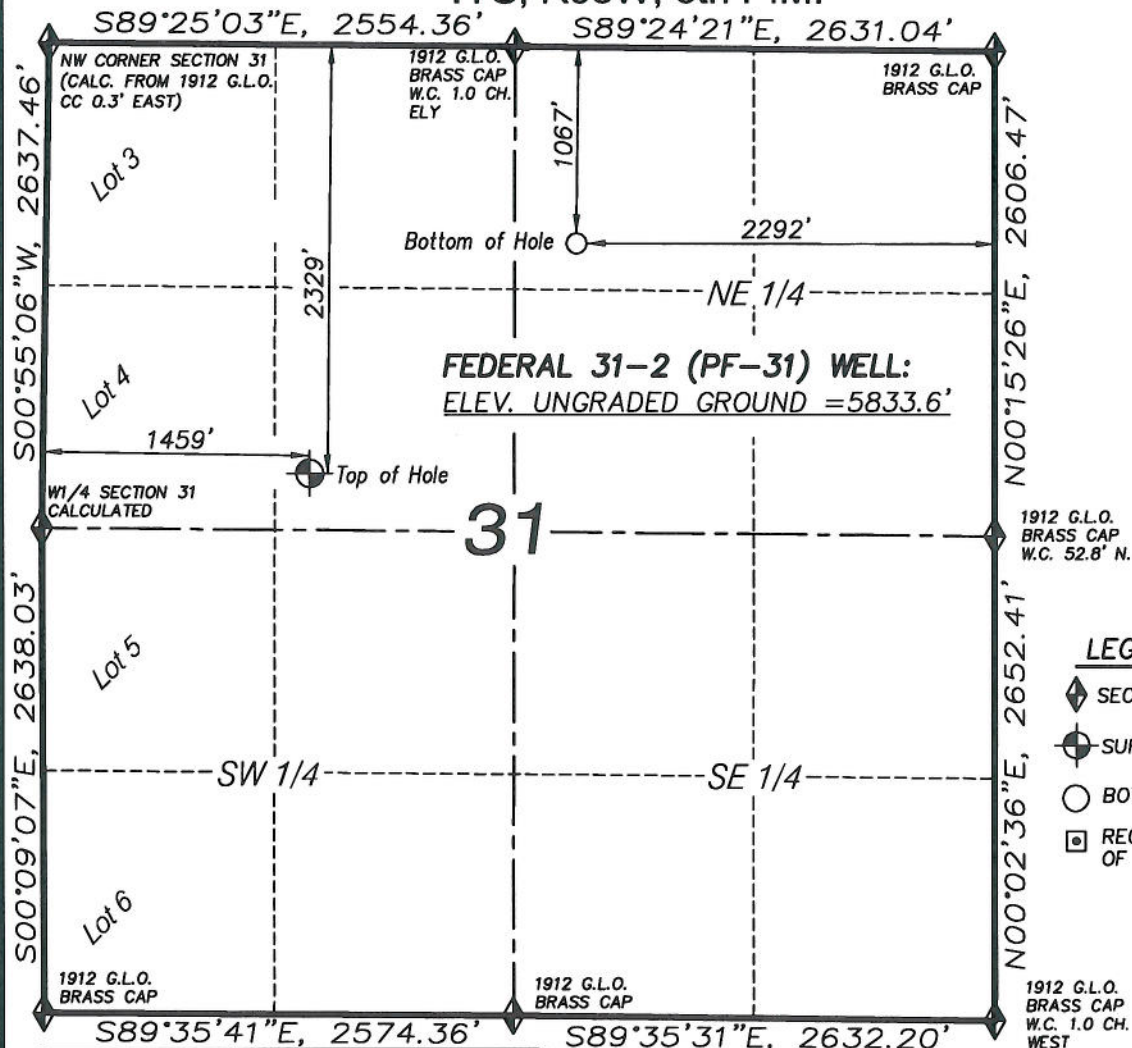 S89°25'03"E, 2554.36'
S89°24'21"E, 2631.04'
NW CORNER SECTION 31
(CALC. FROM 1912 G.L.O.
CC 0.3' EAST)
1912 G.L.O.
BRASS CAP
W.C. 1.0 CH.
ELY
1912 G.L.O.
BRASS CAP
S00°55'06"W, 2637.46'
Lot 3
1067'
N00°15'26"E, 2606.47'
Bottom of Hole
2292'
2329'
NE 1/4
FEDERAL 31-2 (PF-31) WELL:
ELEV. UNGRADED GROUND =5833.6'
Lot 4
1459'
Top of Hole
W1/4 SECTION 31
CALCULATED
31
1912 G.L.O.
BRASS CAP
W.C. 52.8' N.
S00°09'07"E, 2638.03'
Lot 5
N00°02'36"E, 2652.41'
SW 1/4
SE 1/4
Lot 6
1912 G.L.O.
BRASS CAP
1912 G.L.O.
BRASS CAP
1912 G.L.O.
BRASS CAP
W.C. 1.0 CH.
WEST
S89°35'41"E, 2574.36'
S89°35'31"E, 2632.20'
LEG
SEC
SUR
BOT
OF